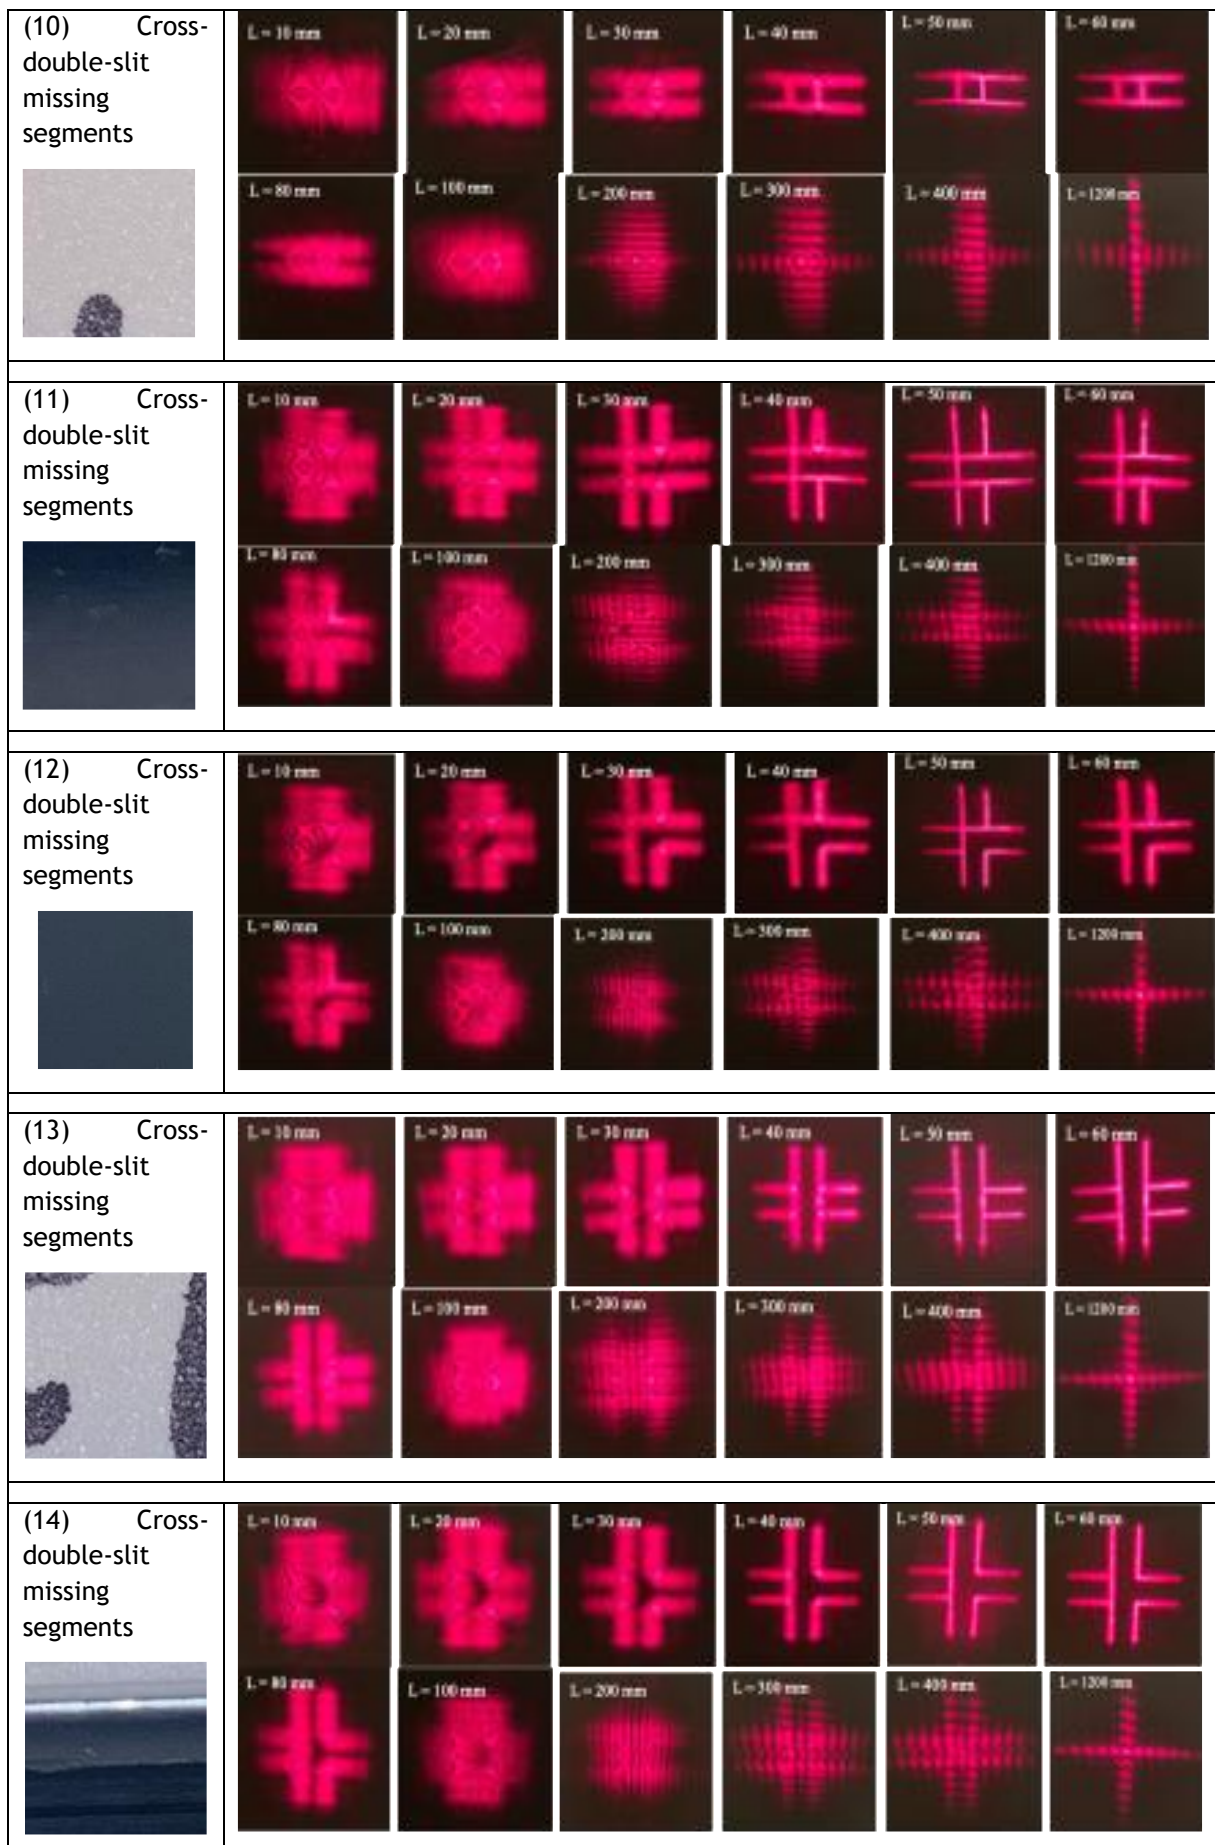 (10) Cross-
double-slit
missing
segments
L = 10 mm
L = 20 mm
L = 30 mm
L = 40 mm
L = 50 mm
L = 60 mm
L = 80 mm
L = 100 mm
L = 200 mm
L = 300 mm
L = 400 mm
L = 1200 mm
(11) Cross-
double-slit
missing
segments
L = 10 mm
L = 20 mm
L = 30 mm
L = 40 mm
L = 50 mm
L = 60 mm
L = 80 mm
L = 100 mm
L = 200 mm
L = 300 mm
L = 400 mm
L = 1200 mm
(12) Cross-
double-slit
missing
segments
L = 10 mm
L = 20 mm
L = 30 mm
L = 40 mm
L = 50 mm
L = 60 mm
L = 80 mm
L = 100 mm
L = 200 mm
L = 300 mm
L = 400 mm
L = 1200 mm
(13) Cross-
double-slit
missing
segments
L = 10 mm
L = 20 mm
L = 30 mm
L = 40 mm
L = 50 mm
L = 60 mm
L = 80 mm
L = 100 mm
L = 200 mm
L = 300 mm
L = 400 mm
L = 1200 mm
(14) Cross-
double-slit
missing
segments
L = 10 mm
L = 20 mm
L = 30 mm
L = 40 mm
L = 50 mm
L = 60 mm
L = 80 mm
L = 100 mm
L = 200 mm
L = 300 mm
L = 400 mm
L = 1200 mm